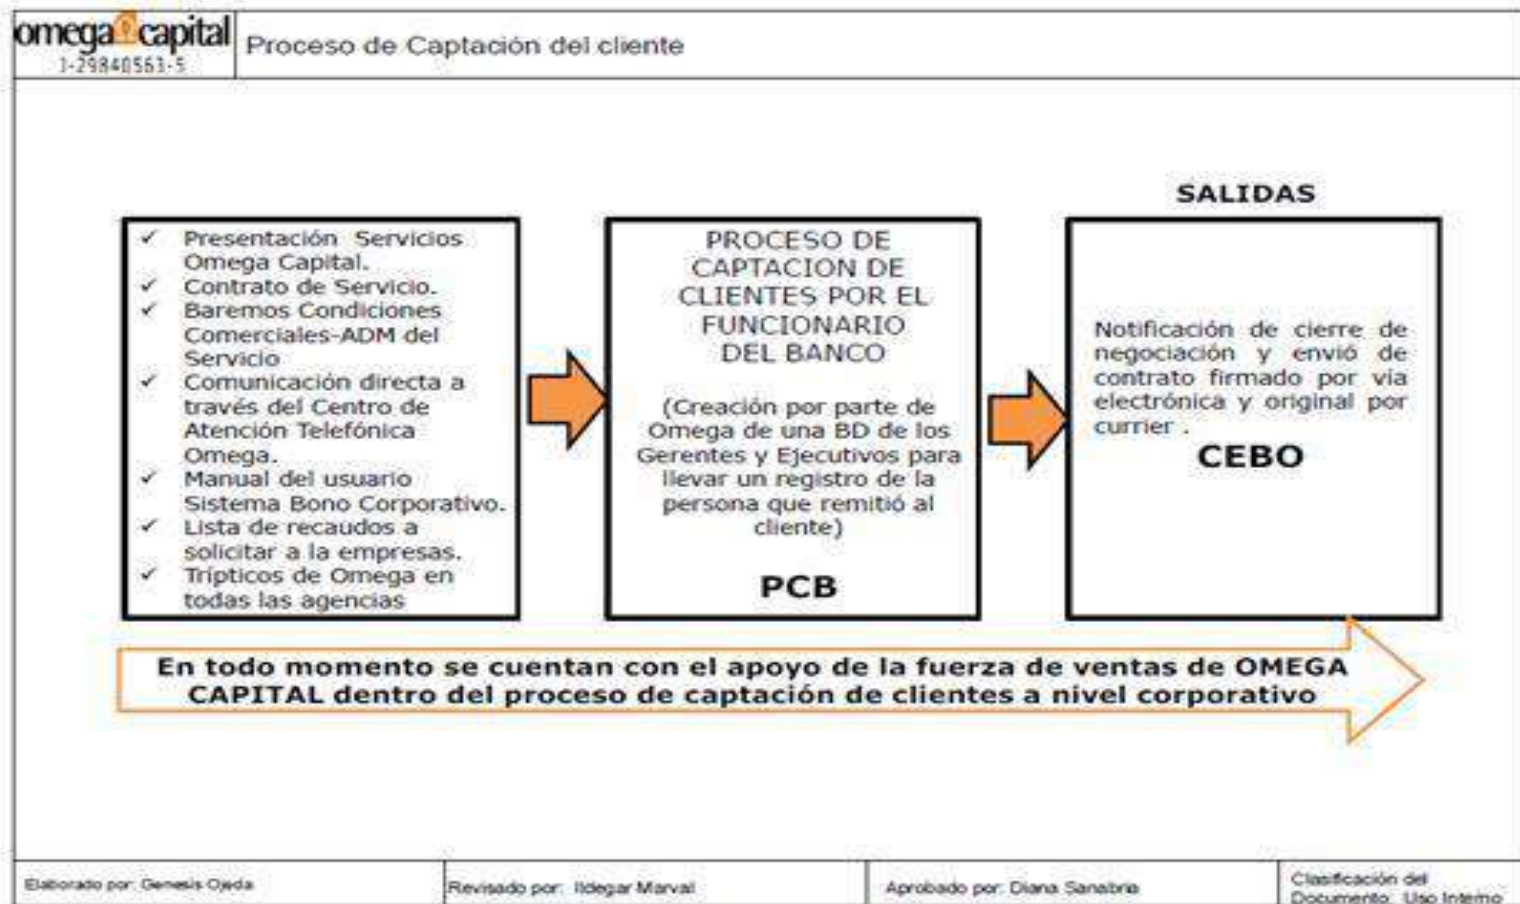 omega capital
J-29840563-5
Proceso de Captación del cliente
SALIDAS
✓ Presentación Servicios
Omega Capital.
✓ Contrato de Servicio.
✓ Baremos Condiciones
Comerciales-ADM del
Servicio
✓ Comunicación directa a
través del Centro de
Atención Telefónica
Omega.
✓ Manual del usuario
Sistema Bono Corporativo.
✓ Lista de recaudos a
solicitar a la empresas.
✓ Trípticos de Omega en
todas las agencias
PROCESO DE
CAPTACION DE
CLIENTES POR EL
FUNCIONARIO
DEL BANCO
(Creación por parte de
Omega de una BD de los
Gerentes y Ejecutivos para
llevar un registro de la
persona que remitió al
cliente)
PCB
Notificación de cierre de
negociación y envió de
contrato firmado por vía
electrónica y original por
currier .
CEBO
En todo momento se cuentan con el apoyo de la fuerza de ventas de OMEGA
CAPITAL dentro del proceso de captación de clientes a nivel corporativo
Elaborado por: Genesis Ojeda
Revisado por: Ildegar Marval
Aprobado por: Diana Sanabria
Clasificación del
Documento: Uso Interno